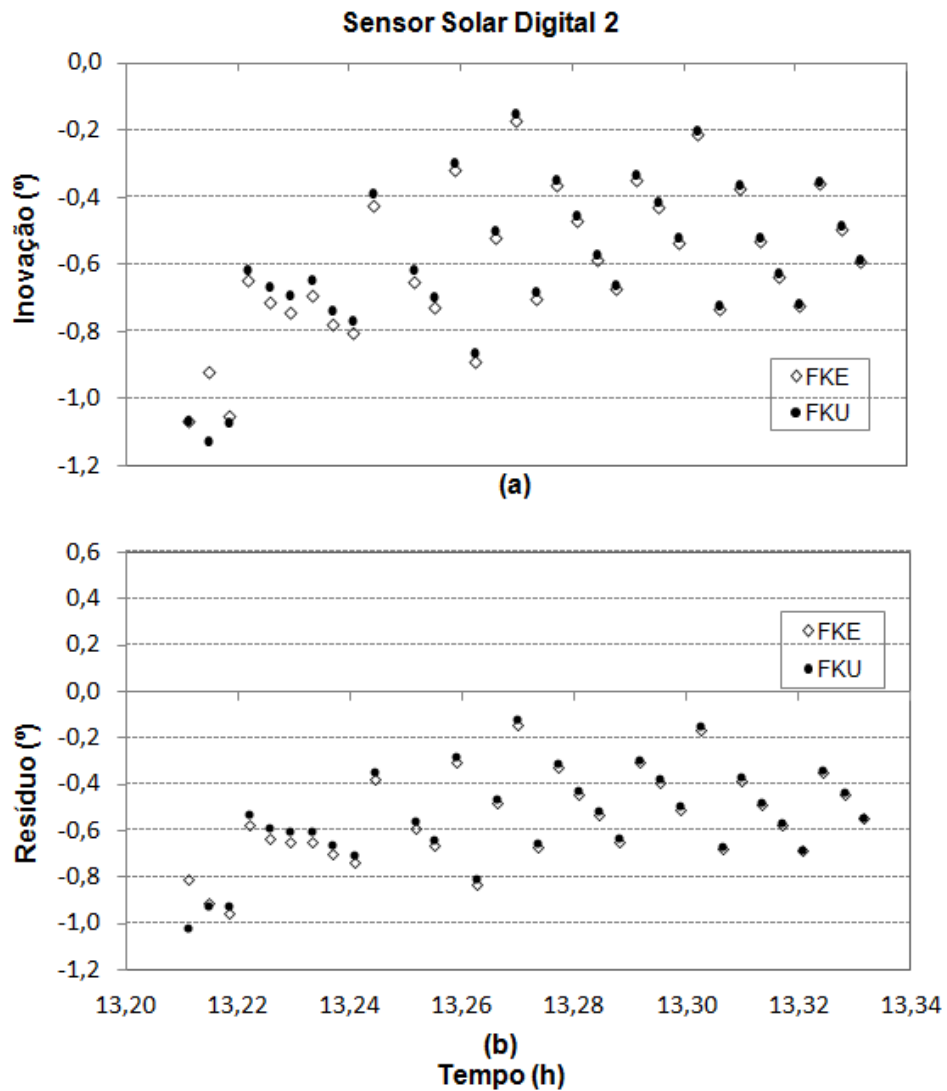 Sensor Solar Digital 2
0,0
-0,2
-0,4
-0,6
-0,8
-1,0
-1,2
Inovação (º)
FKE
FKU
(a)
0,6
0,4
0,2
0,0
-0,2
-0,4
-0,6
-0,8
-1,0
-1,2
Resíduo (º)
FKE
FKU
13,20 13,22 13,24 13,26 13,28 13,30 13,32 13,34
(b)
Tempo (h)